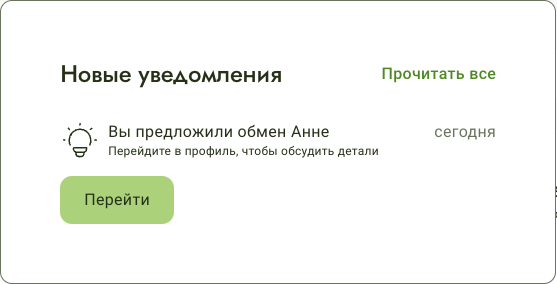 Новые уведомления
Прочитать все
Вы предложили обмен Анне
сегодня
Перейдите в профиль, чтобы обсудить детали
Перейти